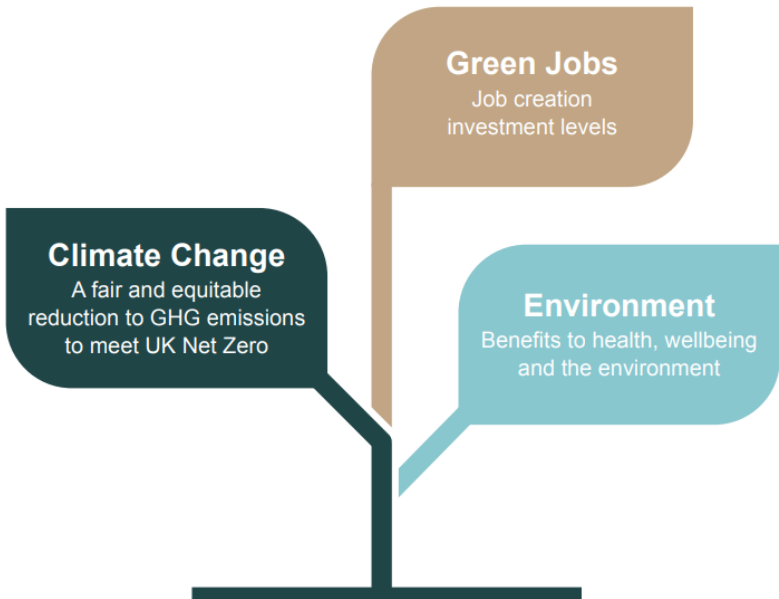 Green Jobs
Job creation
investment levels
Climate Change
A fair and equitable
reduction to GHG emissions
to meet UK Net Zero
Environment
Benefits to health, wellbeing
and the environment